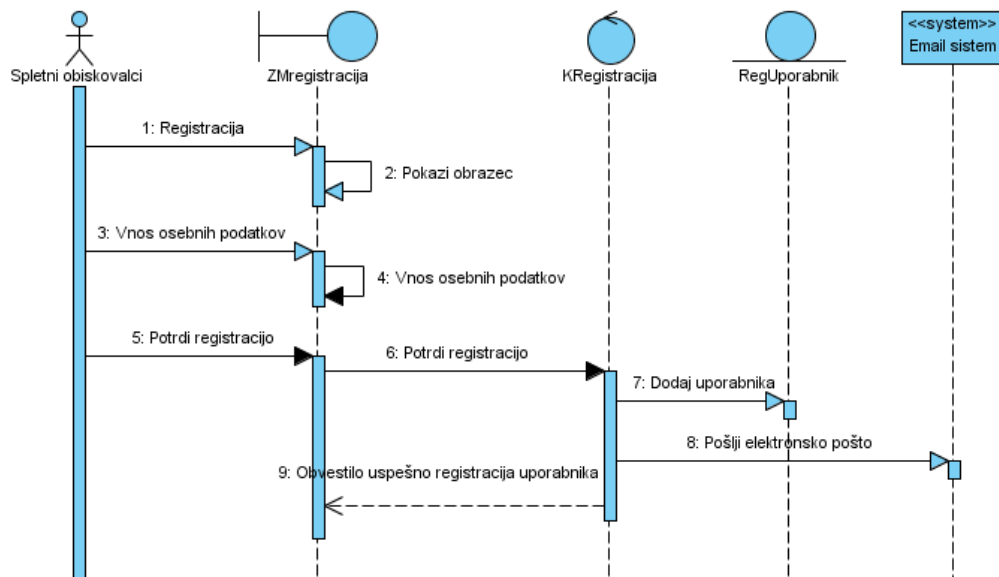 <<system>>
Email sistem
Spletni obiskovalci
ZMregistracija
KRegistracija
RegUporabnik
1: Registracija
2: Pokazi obrazec
3: Vnos osebnih podatkov
4: Vnos osebnih podatkov
5: Potrdi registracijo
6: Potrdi registracijo
7: Dodaj uporabnika
8: Pošlji elektronsko pošto
9: Obvestilo uspešno registracija uporabnika